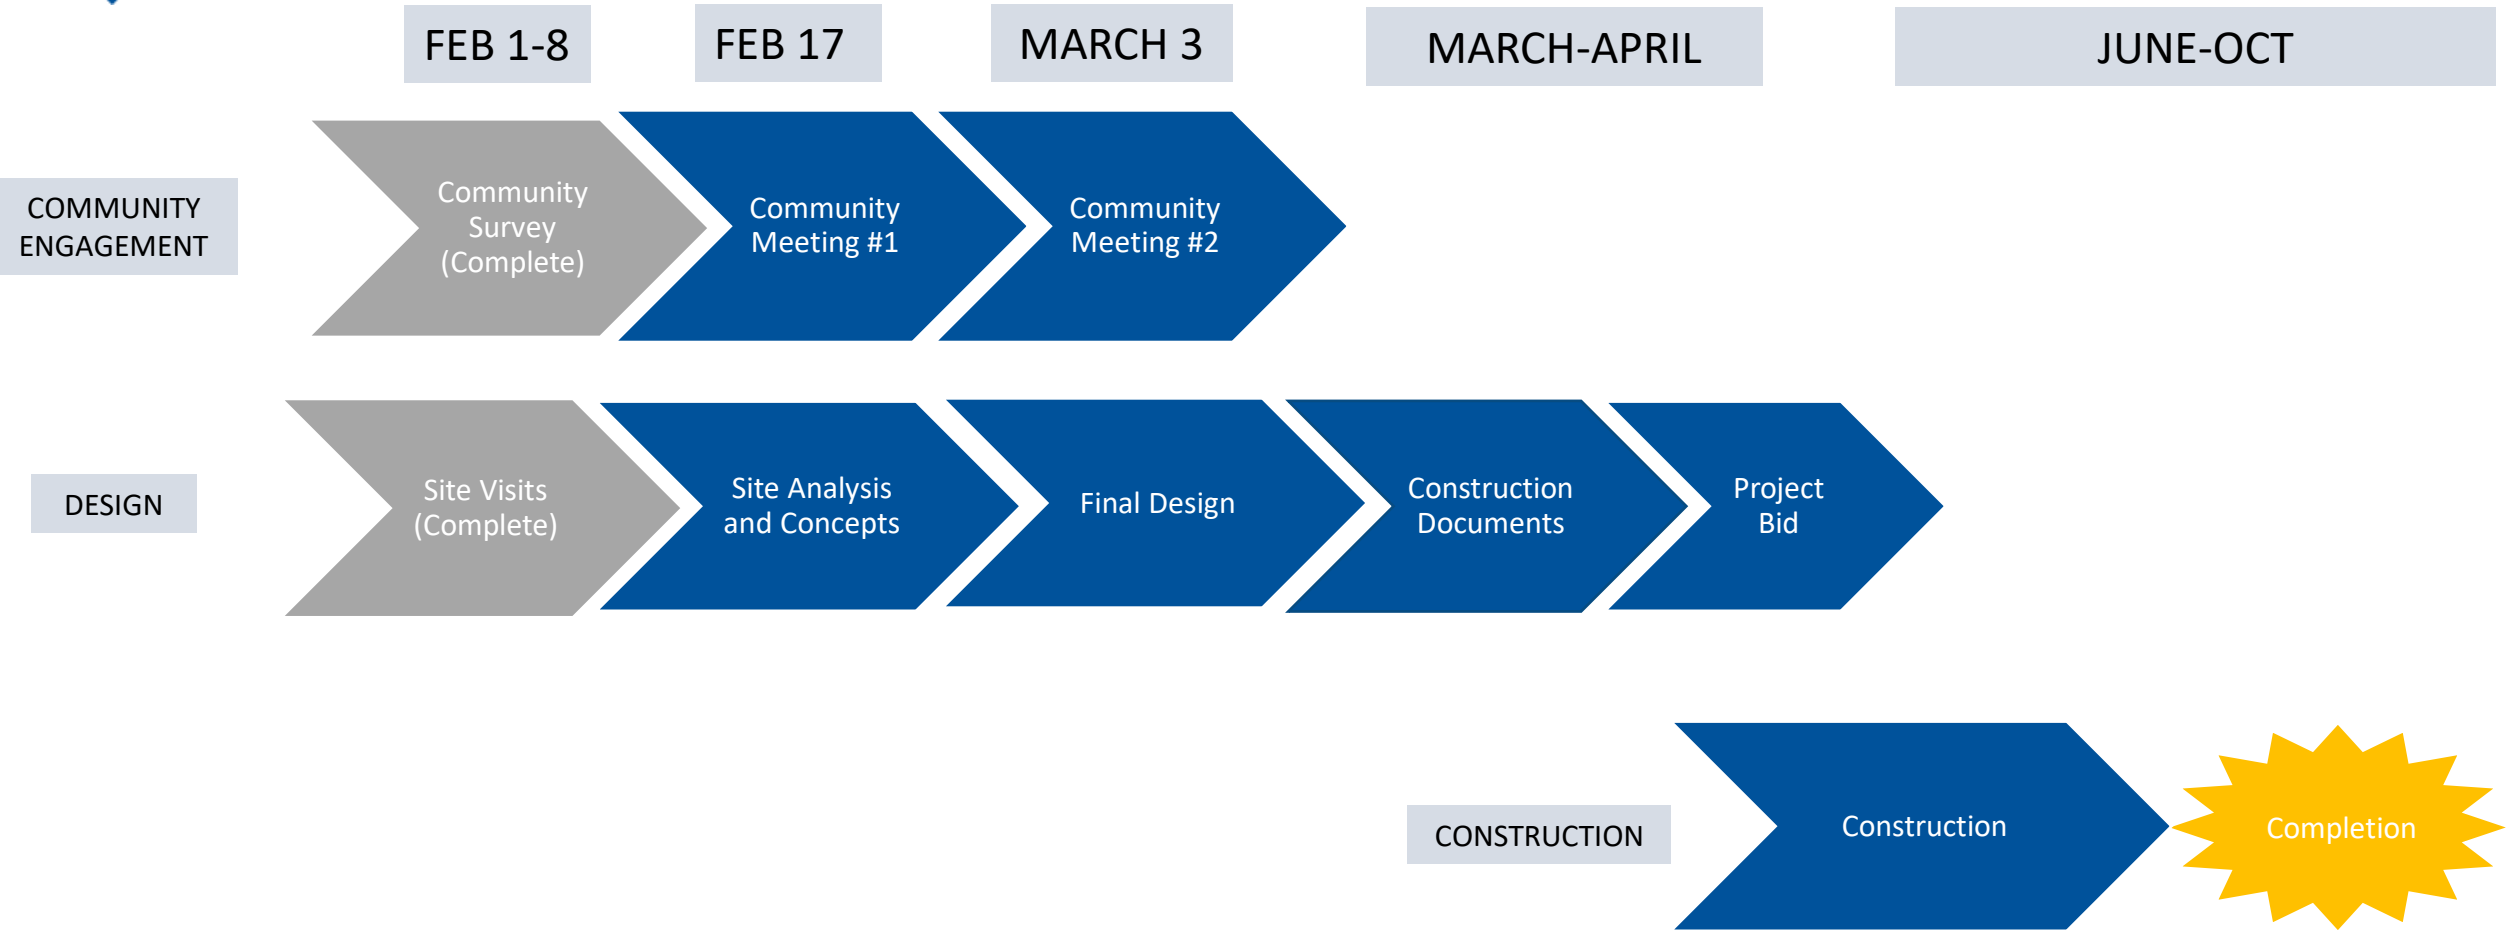 FEB 1-8
FEB 17
MARCH 3
MARCH-APRIL
JUNE-OCT
COMMUNITY
ENGAGEMENT
Community
Survey
(Complete)
Community
Meeting #1
Community
Meeting #2
DESIGN
Site Visits
(Complete)
Site Analysis
and Concepts
Final Design
Construction
Documents
Project
Bid
CONSTRUCTION
Construction
Completion